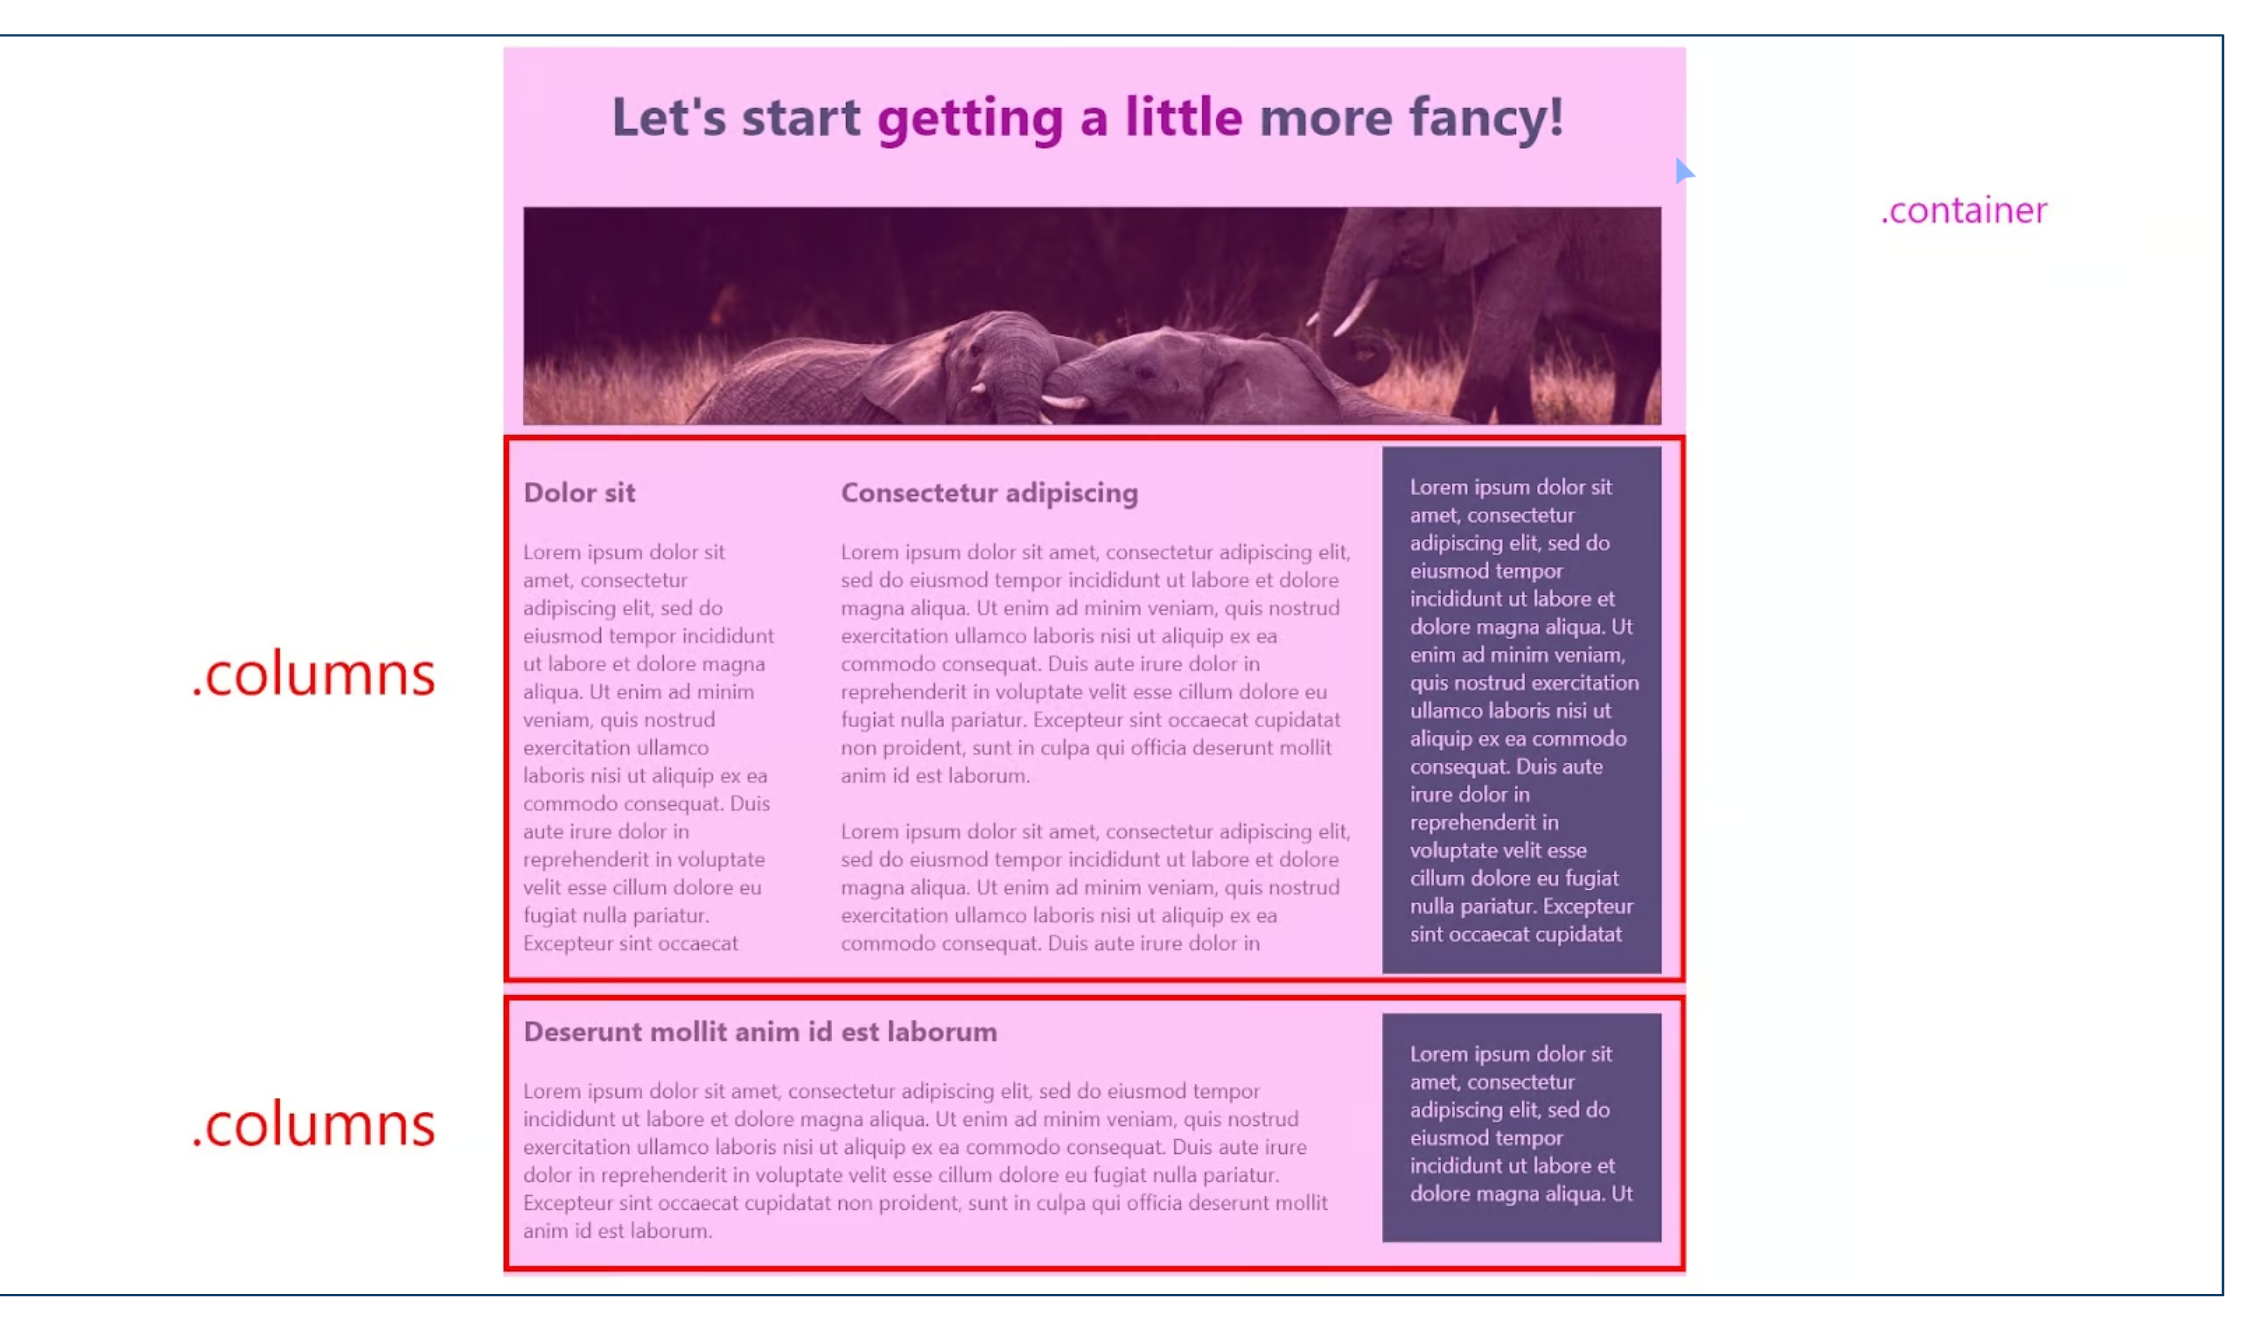 Let's start getting a little more fancy!
.container
.columns
Dolor sit
Lorem ipsum dolor sit
amet, consectetur
adipiscing elit, sed do
eiusmod tempor incididunt
ut labore et dolore magna
aliqua. Ut enim ad minim
veniam, quis nostrud
exercitation ullamco
laboris nisi ut aliquip ex ea
commodo consequat. Duis
aute irure dolor in
reprehenderit in voluptate
velit esse cillum dolore eu
fugiat nulla pariatur.
Excepteur sint occaecat
Consectetur adipiscing
Lorem ipsum dolor sit amet, consectetur adipiscing elit,
sed do eiusmod tempor incididunt ut labore et dolore
magna aliqua. Ut enim ad minim veniam, quis nostrud
exercitation ullamco laboris nisi ut aliquip ex ea
commodo consequat. Duis aute irure dolor in
reprehenderit in voluptate velit esse cillum dolore eu
fugiat nulla pariatur. Excepteur sint occaecat cupidatat
non proident, sunt in culpa qui officia deserunt mollit
anim id est laborum.
Lorem ipsum dolor sit amet, consectetur adipiscing elit,
sed do eiusmod tempor incididunt ut labore et dolore
magna aliqua. Ut enim ad minim veniam, quis nostrud
exercitation ullamco laboris nisi ut aliquip ex ea
commodo consequat. Duis aute irure dolor in
Lorem ipsum dolor sit
amet, consectetur
adipiscing elit, sed do
eiusmod tempor
incididunt ut labore et
dolore magna aliqua. Ut
enim ad minim veniam,
quis nostrud exercitation
ullamco laboris nisi ut
aliquip ex ea commodo
consequat. Duis aute
irure dolor in
reprehenderit in
voluptate velit esse
cillum dolore eu fugiat
nulla pariatur. Excepteur
sint occaecat cupidatat
.columns
Deserunt mollit anim id est laborum
Lorem ipsum dolor sit amet, consectetur adipiscing elit, sed do eiusmod tempor
incididunt ut labore et dolore magna aliqua. Ut enim ad minim veniam, quis nostrud
exercitation ullamco laboris nisi ut aliquip ex ea commodo consequat. Duis aute irure
dolor in reprehenderit in voluptate velit esse cillum dolore eu fugiat nulla pariatur.
Excepteur sint occaecat cupidatat non proident, sunt in culpa qui officia deserunt mollit
anim id est laborum.
Lorem ipsum dolor sit
amet, consectetur
adipiscing elit, sed do
eiusmod tempor
incididunt ut labore et
dolore magna aliqua. Ut